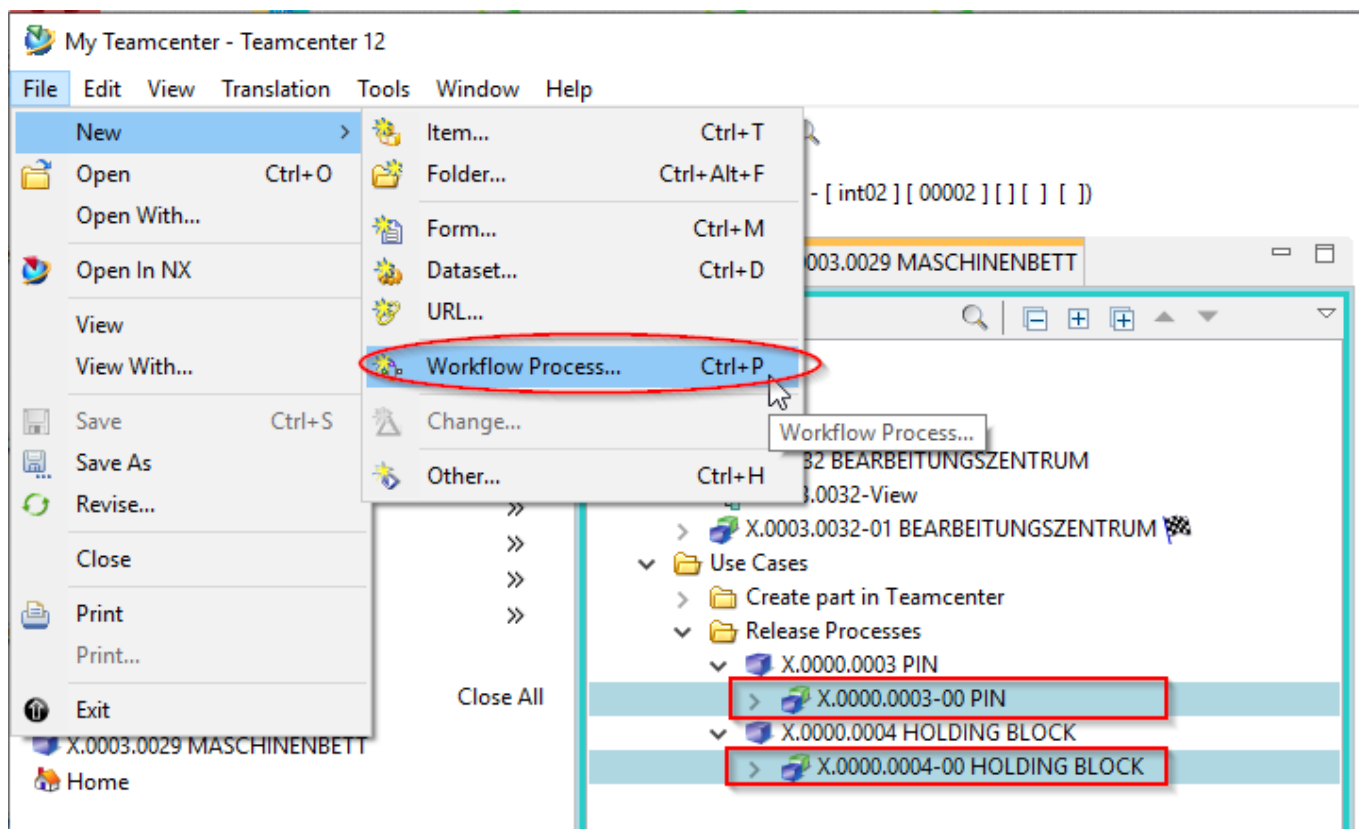 My Teamcenter - Teamcenter 12
File Edit View Translation Tools Window Help
New
Open Ctrl+O
Open With...
Open In NX
View
View With...
Save Ctrl+S
Save As
Revise...
Close
Print
Print...
Exit
Item... Ctrl+T
Folder... Ctrl+Alt+F
Form... Ctrl+M
Dataset... Ctrl+D
URL...
Workflow Process... Ctrl+P
Change...
Other... Ctrl+H
Workflow Process...
- [ int02 ] [ 00002 ] [ ] [ ] [ ])
003.0029 MASCHINENBETT
32 BEARBEITUNGSZENTRUM
3.0032-View
X.0003.0032-01 BEARBEITUNGSZENTRUM
Use Cases
Create part in Teamcenter
Release Processes
X.0000.0003 PIN
X.0000.0003-00 PIN
X.0000.0004 HOLDING BLOCK
X.0000.0004-00 HOLDING BLOCK
Close All
X.0003.0029 MASCHINENBETT
Home